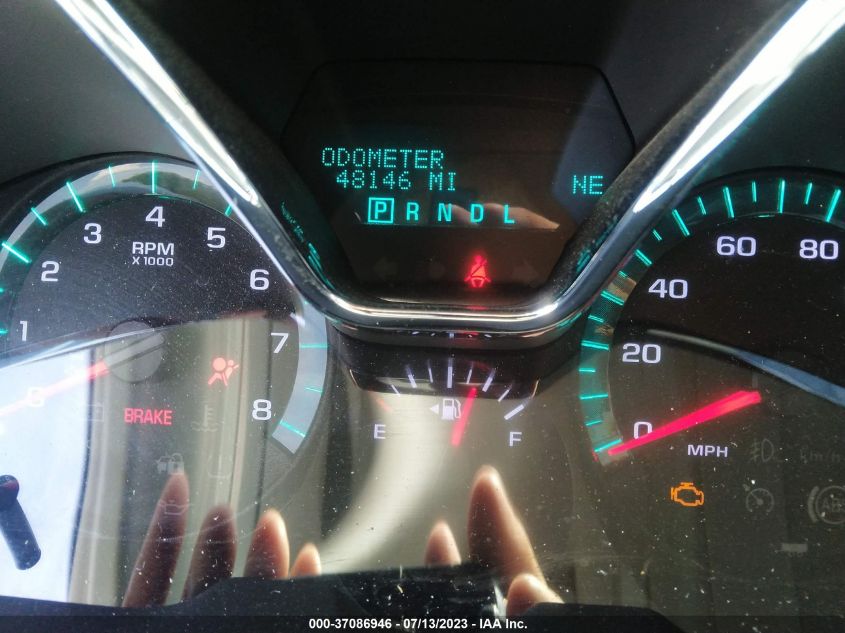 ODOMETER
48146 MI
NE
P R N D L
1 2 3 4 5 6 7 8
RPM
X 1000
BRAKE
E F
0 20 40 60 80
MPH
000-37086946 - 07/13/2023 - IAA Inc.